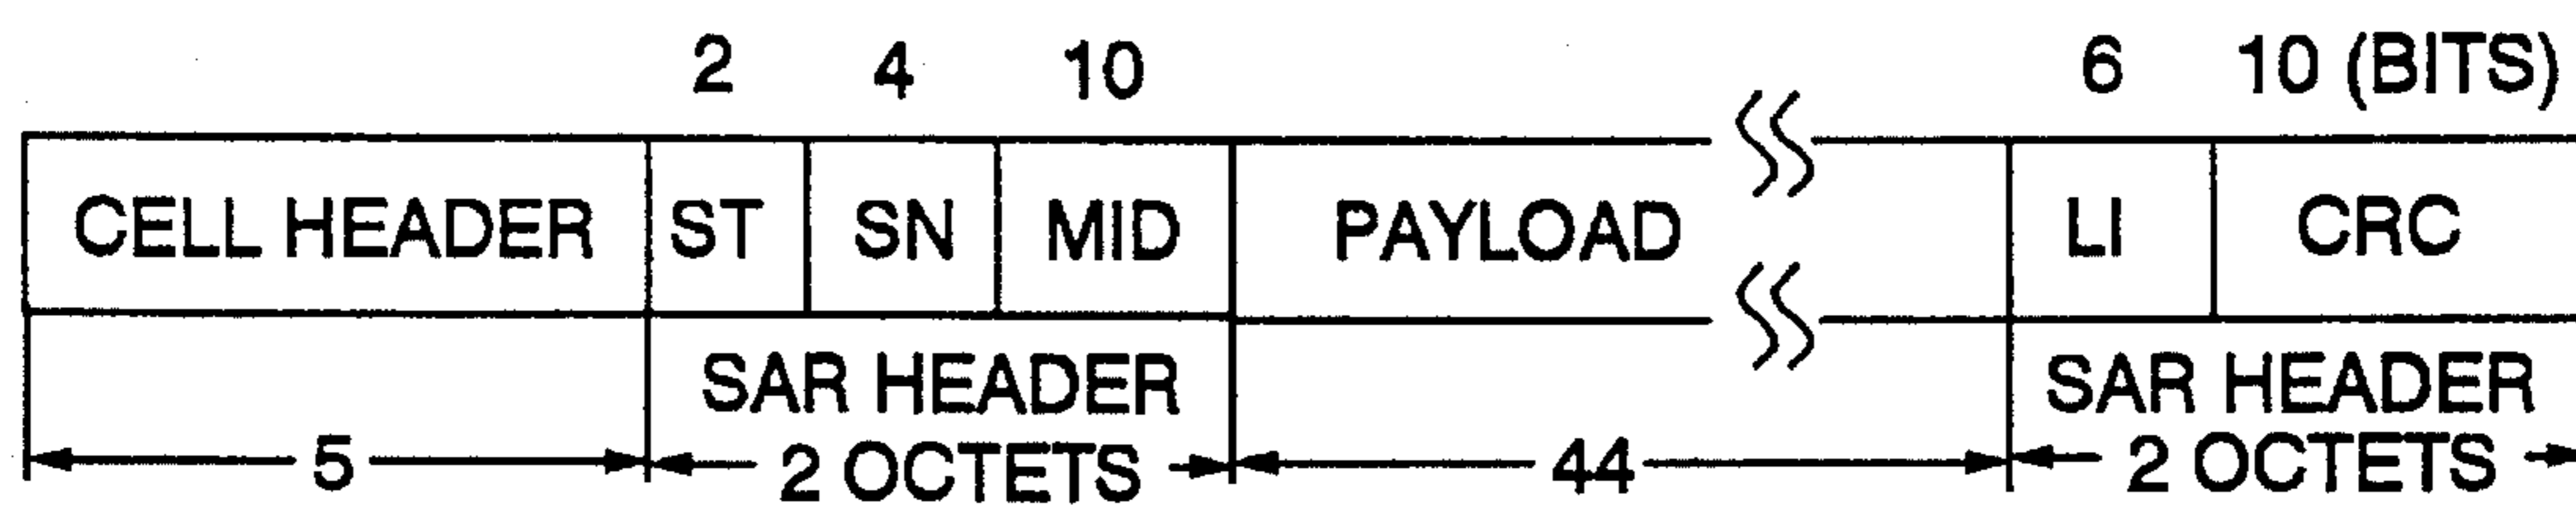 2 4 10 6 10 (BITS)
CELL HEADER ST SN MID PAYLOAD LI CRC
SAR HEADER SAR HEADER
5 2 OCTETS 44 2 OCTETS